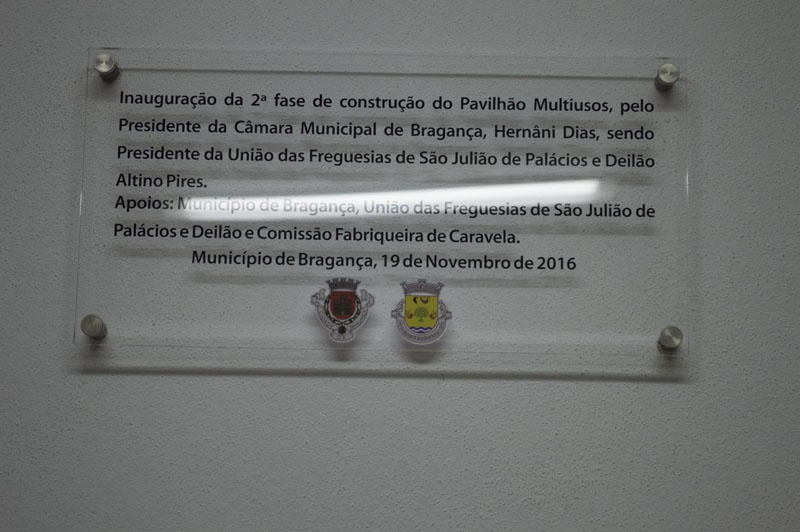 Inauguração da 2ª fase de construção do Pavilhão Multiusos, pelo
Presidente da Câmara Municipal de Bragança, Hernâni Dias, sendo
Presidente da União das Freguesias de São Julião de Palácios e Deilão
Altino Pires.
Apoios: Município de Bragança, União das Freguesias de São Julião de
Palácios e Deilão e Comissão Fabriqueira de Caravela.
Município de Bragança, 19 de Novembro de 2016